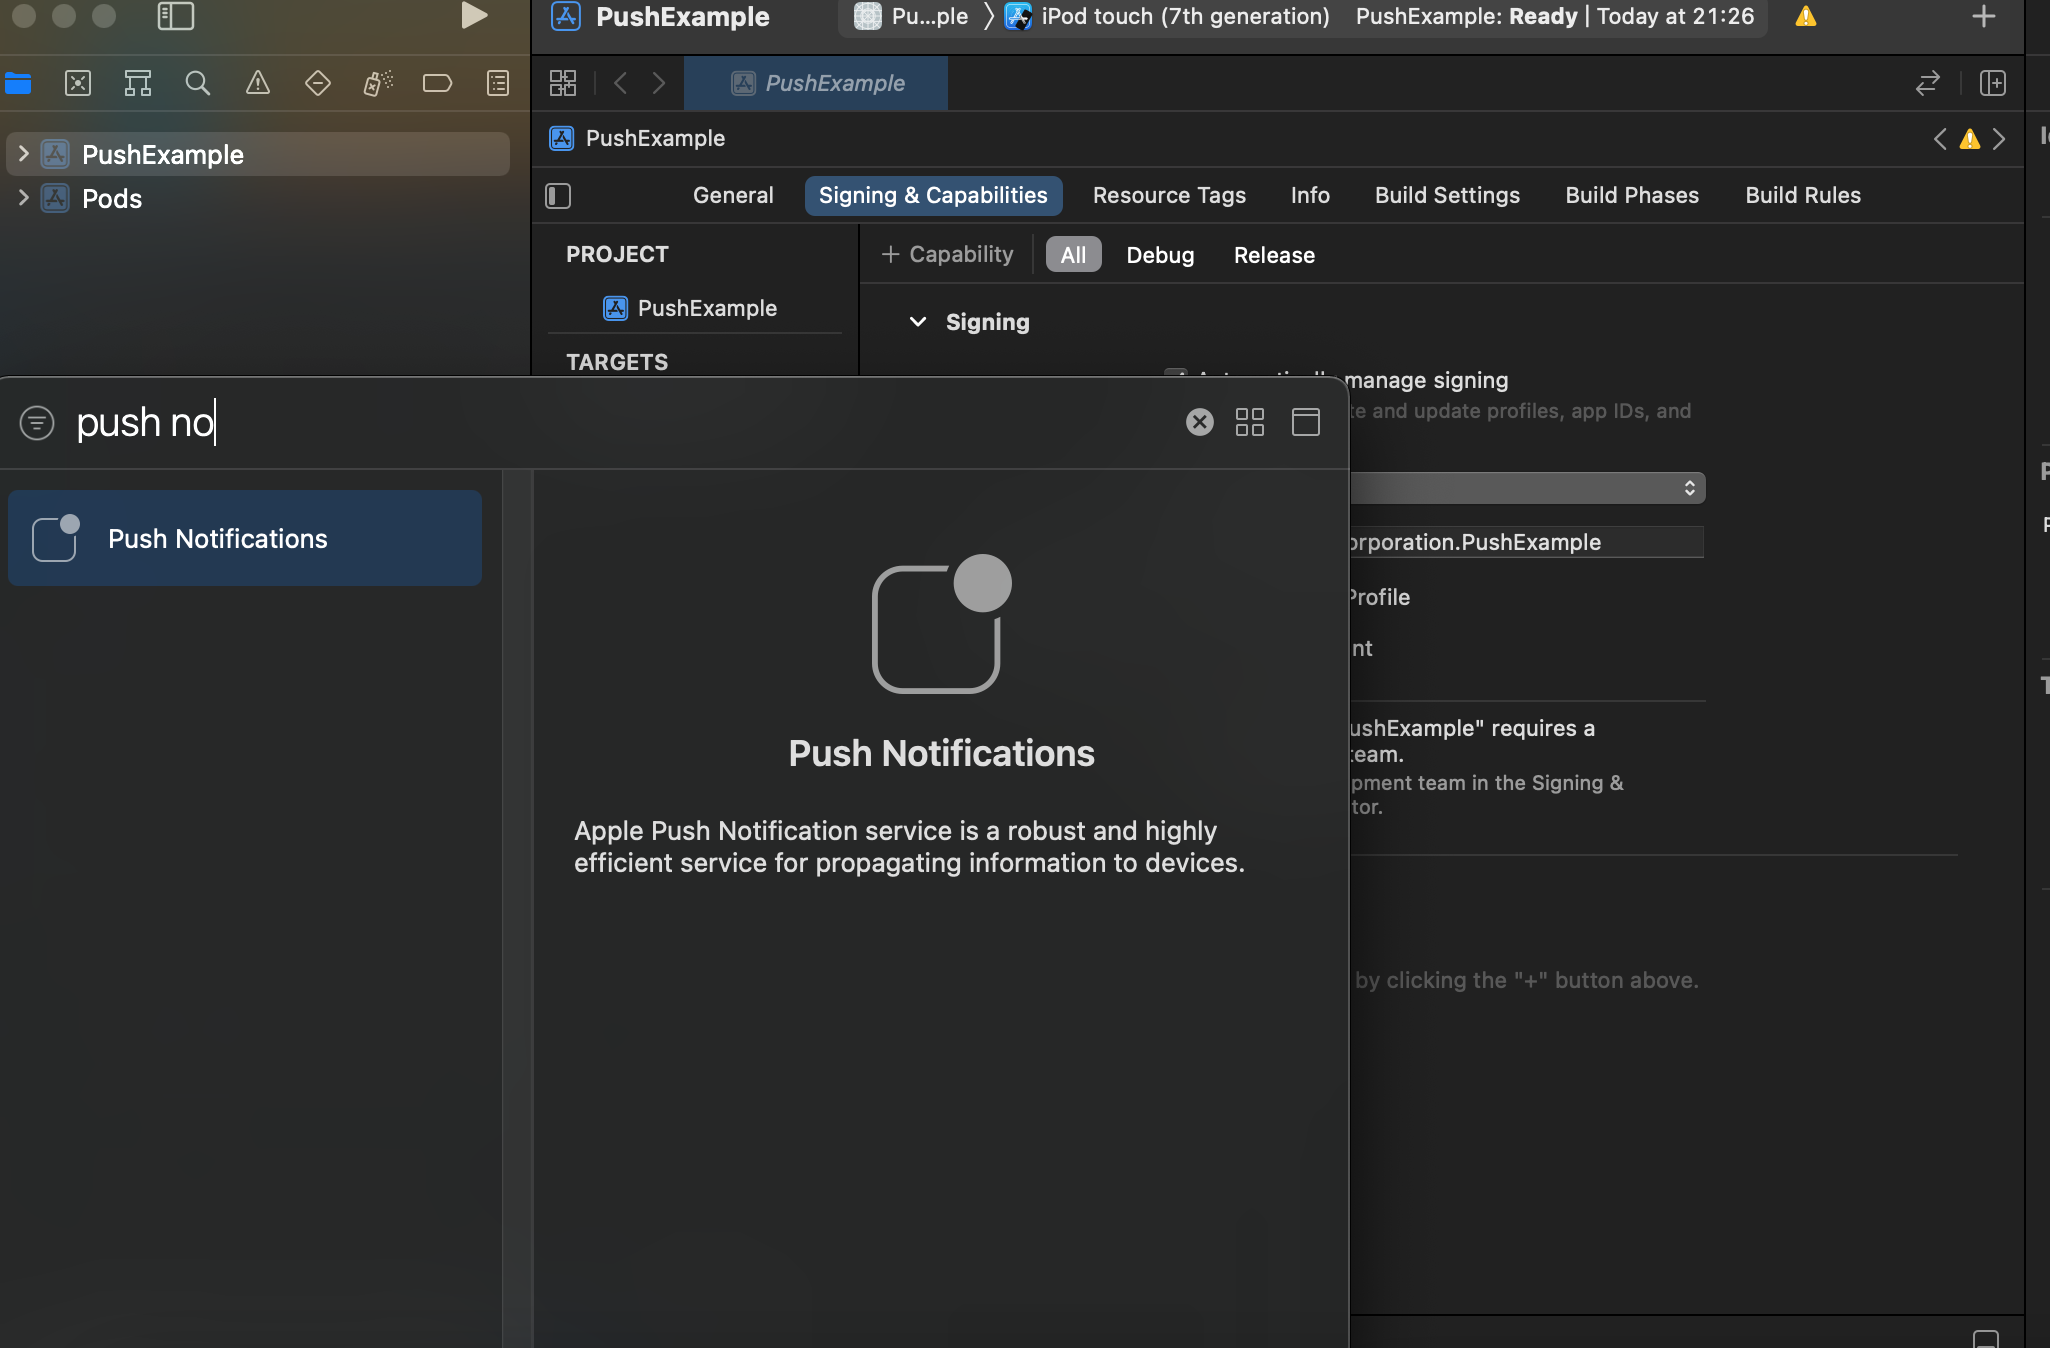 PushExample
Pu...ple
iPod touch (7th generation)
PushExample: Ready | Today at 21:26
PushExample
PushExample
Pods
PushExample
General
Signing & Capabilities
Resource Tags
Info
Build Settings
Build Phases
Build Rules
PROJECT
PushExample
TARGETS
+ Capability
All
Debug
Release
Signing
manage signing
te and update profiles, app IDs, and
orporation.PushExample
Profile
nt
ushExample" requires a
team.
pment team in the Signing &
tor.
by clicking the "+" button above.
push no
Push Notifications
Push Notifications
Apple Push Notification service is a robust and highly
efficient service for propagating information to devices.